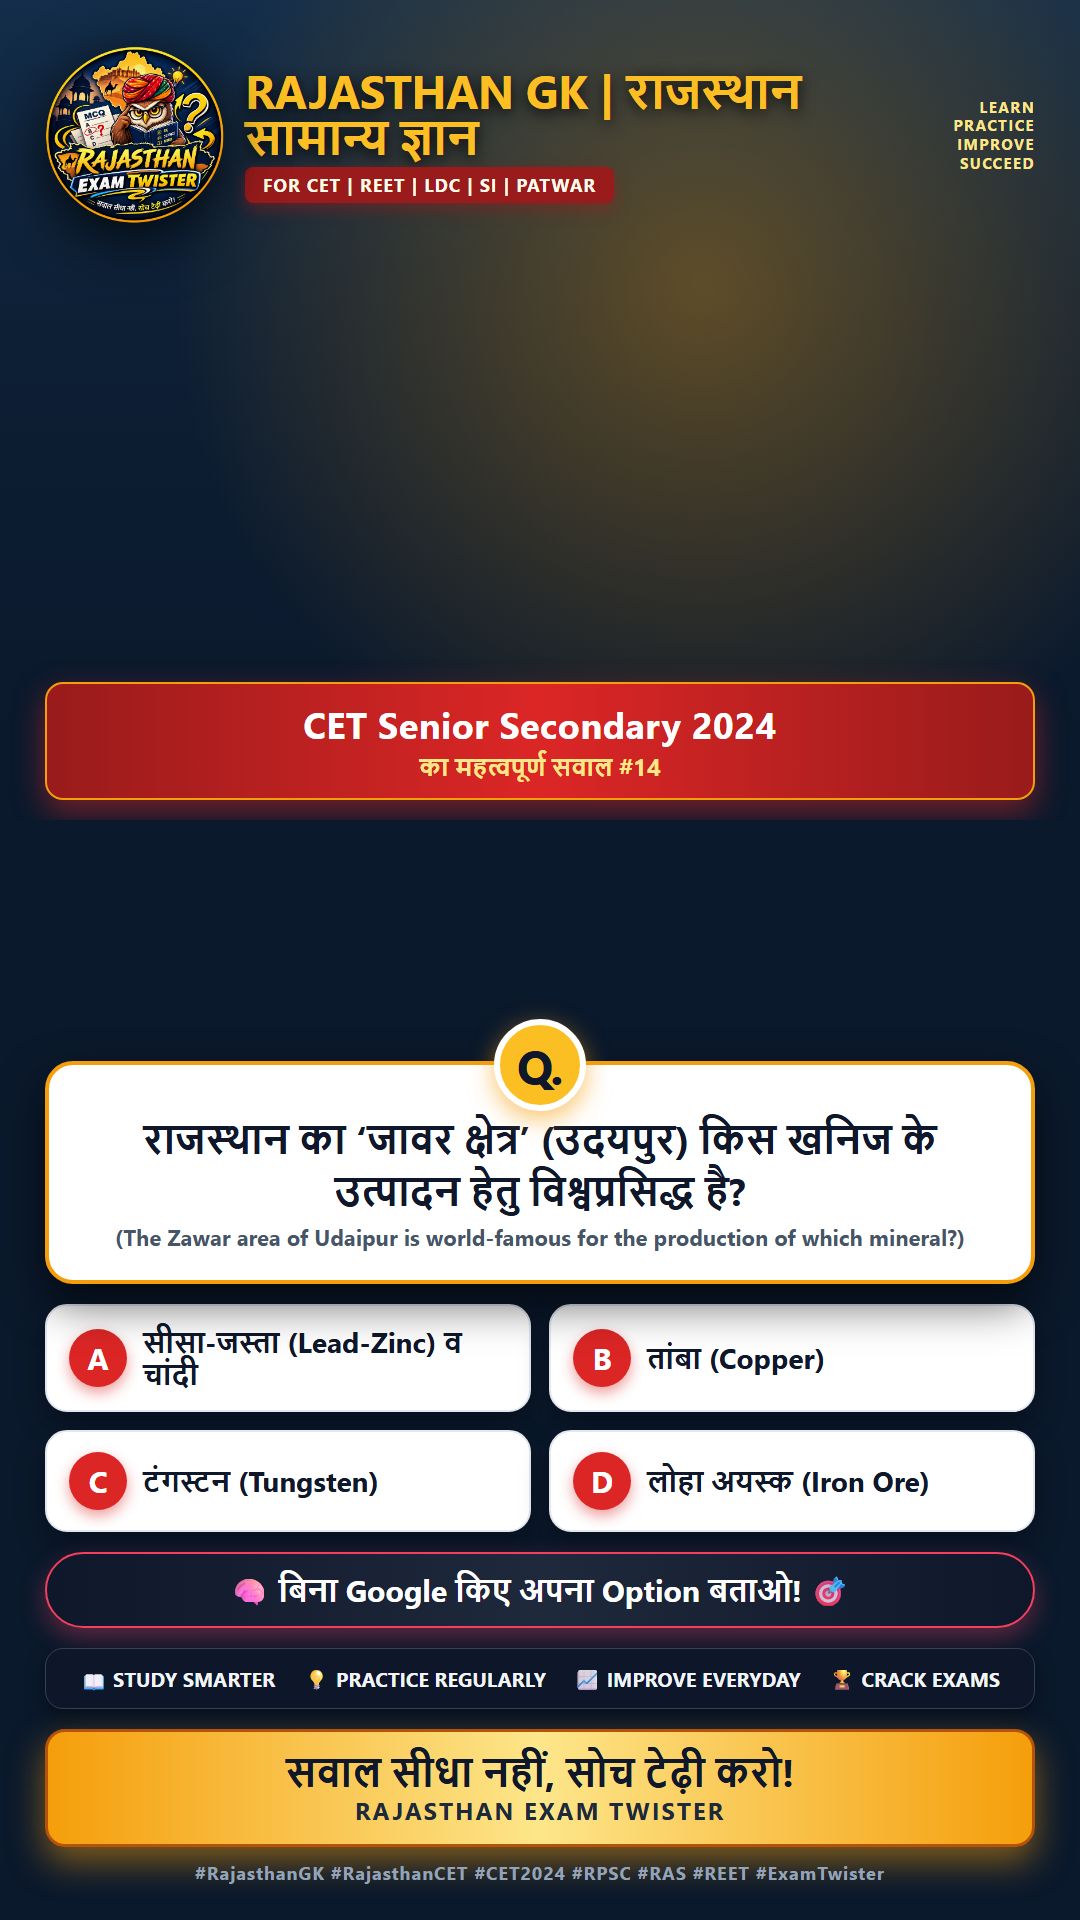 MCQ
RAJASTHAN
EXAM TWISTER
सवाल सीधा नहीं, सोच टेढ़ी करो!
RAJASTHAN GK | राजस्थान
सामान्य ज्ञान
FOR CET | REET | LDC | SI | PATWAR
LEARN
PRACTICE
IMPROVE
SUCCEED
CET Senior Secondary 2024
का महत्वपूर्ण सवाल #14
Q.
राजस्थान का ‘जावर क्षेत्र’ (उदयपुर) किस खनिज के
उत्पादन हेतु विश्वप्रसिद्ध है?
(The Zawar area of Udaipur is world-famous for the production of which mineral?)
A सीसा-जस्ता (Lead-Zinc) व
चांदी
B तांबा (Copper)
C टंगस्टन (Tungsten)
D लोहा अयस्क (Iron Ore)
🧠 बिना Google किए अपना Option बताओ! 🎯
📖 STUDY SMARTER 💡 PRACTICE REGULARLY 📈 IMPROVE EVERYDAY 🏆 CRACK EXAMS
सवाल सीधा नहीं, सोच टेढ़ी करो!
RAJASTHAN EXAM TWISTER
#RajasthanGK #RajasthanCET #CET2024 #RPSC #RAS #REET #ExamTwister